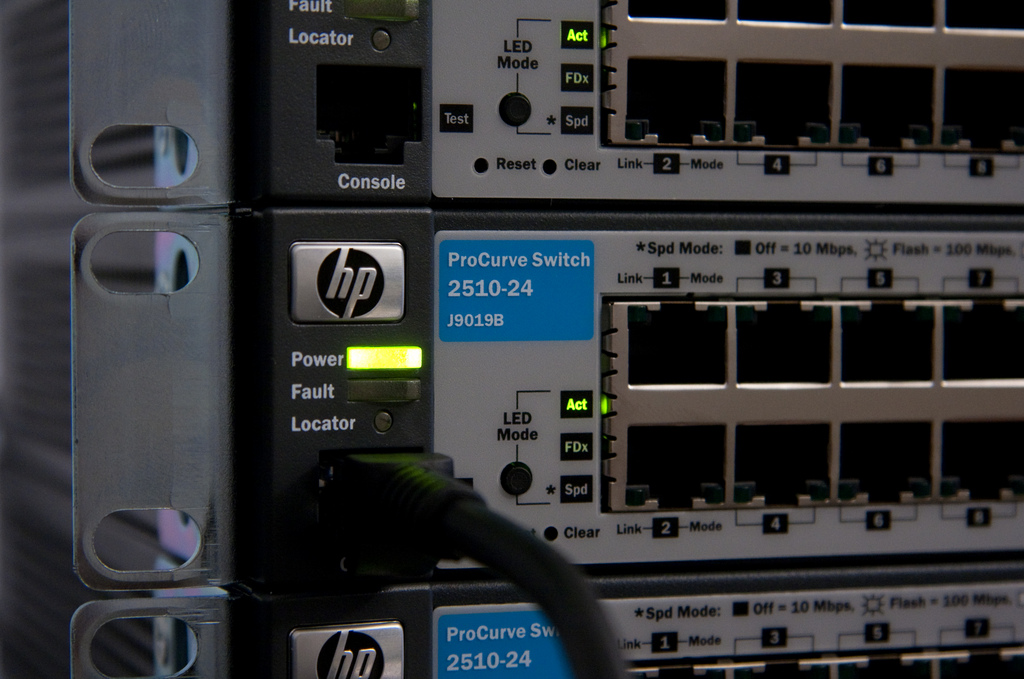 Fault
Locator
Console
LED
Mode
Act
FDx
* Spd
Test
Reset
Clear
Link 2 Mode 4 6 8
hp
ProCurve Switch
2510-24
J9019B
*Spd Mode: Off = 10 Mbps, Flash = 100 Mbps,
Link 1 Mode 3 5 7
Power
Fault
Locator
LED
Mode
Act
FDx
* Spd
Clear
Link 2 Mode 4 6 8
hp
ProCurve
2510-24
*Spd Mode: Off = 10 Mbps, Flash = 100 Mbps,
Link 1 Mode 3 5 7